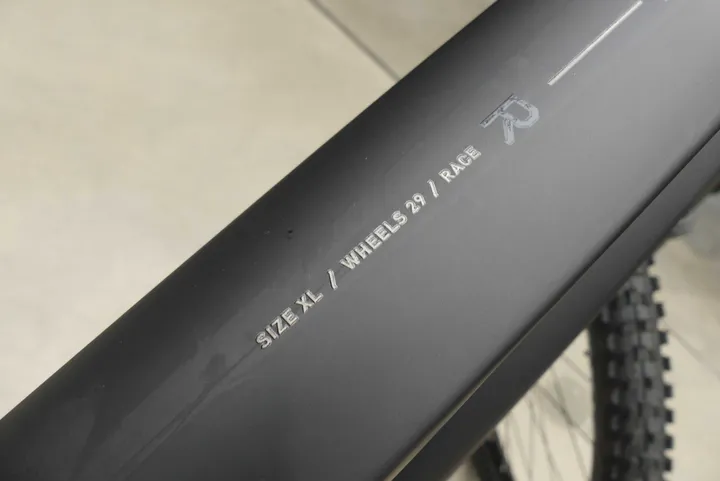 SIZE XL / WHEELS 29 / RACE R